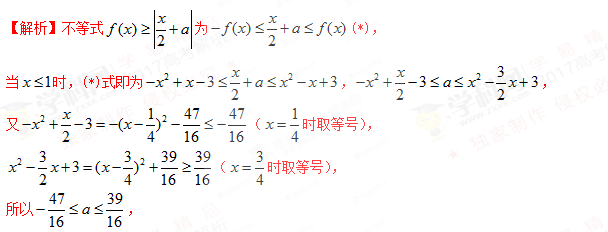 【解析】不等式 f(x) ≥ |x/2 + a| 为 −f(x) ≤ x/2 + a ≤ f(x) (*)，
当 x ≤ 1 时，(*)式即为 −x² + x − 3 ≤ x/2 + a ≤ x² − x + 3，−x² + x/2 − 3 ≤ a ≤ x² − 3/2 x + 3，
又 −x² + x/2 − 3 = −(x − 1/4)² − 47/16 ≤ −47/16（x = 1/4 时取等号），
x² − 3/2 x + 3 = (x − 3/4)² + 39/16 ≥ 39/16（x = 3/4 时取等号），
所以 −47/16 ≤ a ≤ 39/16，